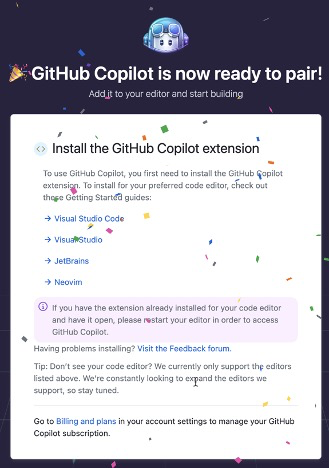 GitHub Copilot is now ready to pair!
Add it to your editor and start building
Install the GitHub Copilot extension
To use GitHub Copilot, you first need to install the GitHub Copilot
extension. To install for your preferred code editor, check out
these Getting Started guides:
→ Visual Studio Code
→ Visual Studio
→ JetBrains
→ Neovim
If you have the extension already installed for your code editor
and have it open, please restart your editor in order to access
GitHub Copilot.
Having problems installing? Visit the Feedback forum.
Tip: Don't see your code editor? We currently only support the editors
listed above. We're constantly looking to expand the editors we
support, so stay tuned.
Go to Billing and plans in your account settings to manage your GitHub
Copilot subscription.